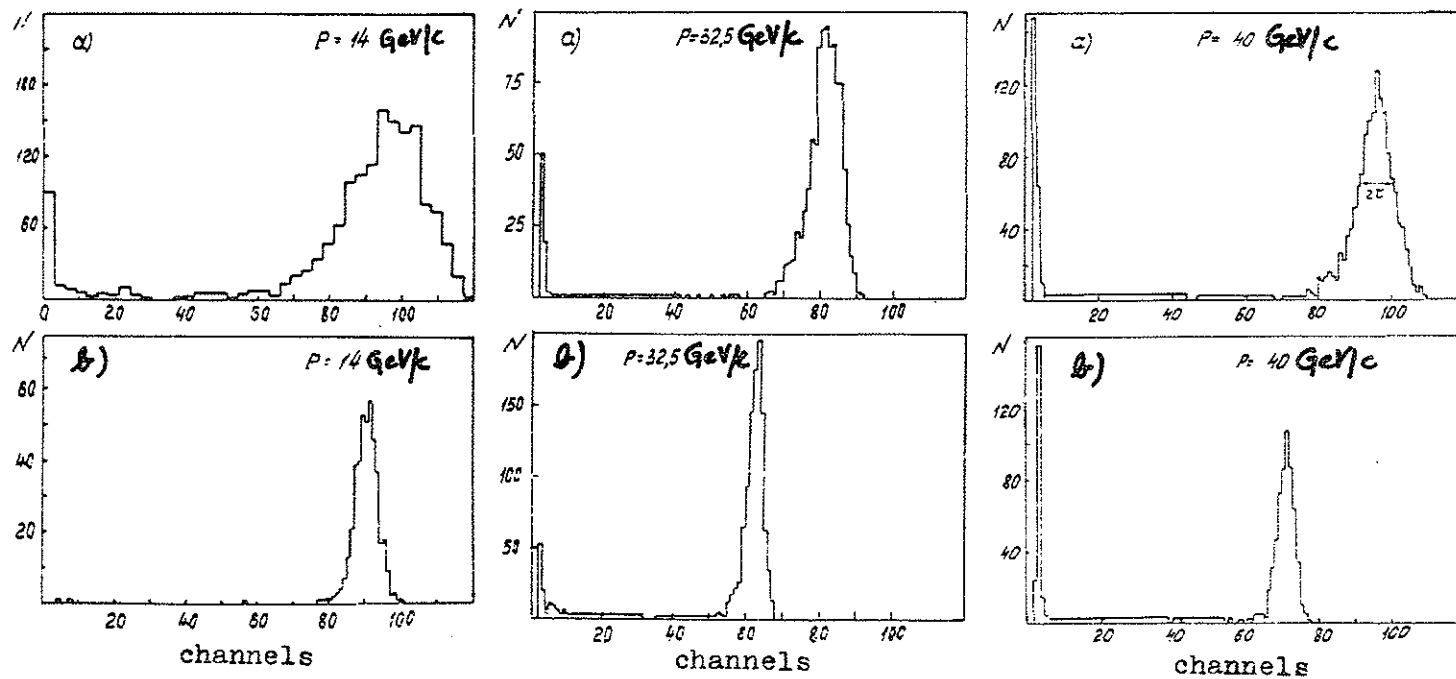 N
a)
P = 14 GeV/c
180
120
60
0 20 40 60 80 100
N
a)
P=32,5 GeV/c
75
50
25
20 40 60 80 100
N
a)
P = 40 GeV/c
120
80
40
2τ
20 40 60 80 100
N
b)
P = 14 GeV/c
60
40
20
20 40 60 80 100
channels
N
b)
P=32,5 GeV/c
150
100
50
20 40 60 80 100
channels
N
b)
P= 40 GeV/c
120
80
40
20 40 60 80 100
channels